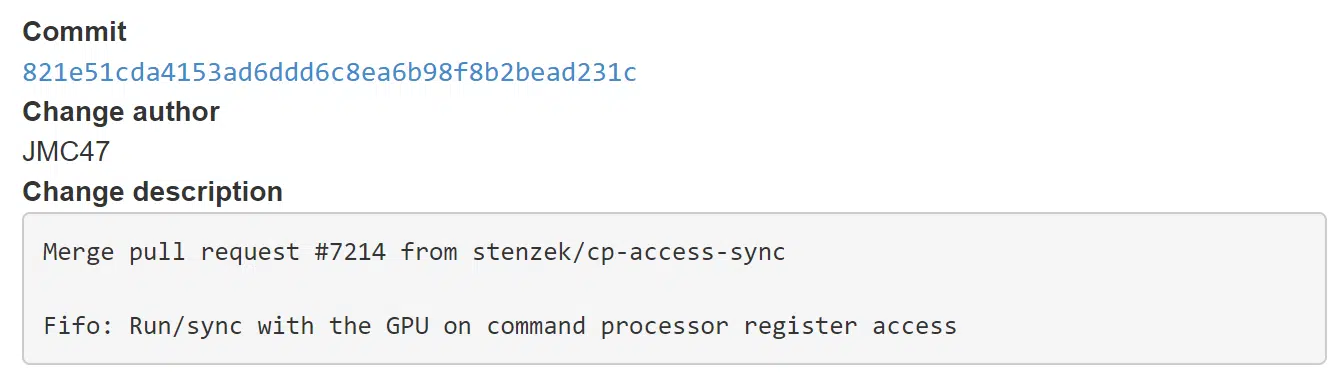 Commit
821e51cda4153ad6ddd6c8ea6b98f8b2bead231c
Change author
JMC47
Change description
Merge pull request #7214 from stenzek/cp-access-sync
Fifo: Run/sync with the GPU on command processor register access